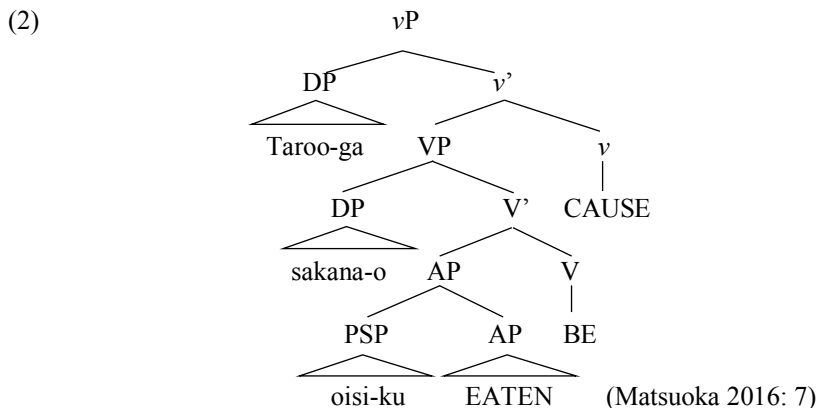 (2) vP
DP v’
Taroo-ga VP v
DP V’ CAUSE
sakana-o AP V
PSP AP BE
oisi-ku EATEN (Matsuoka 2016: 7)